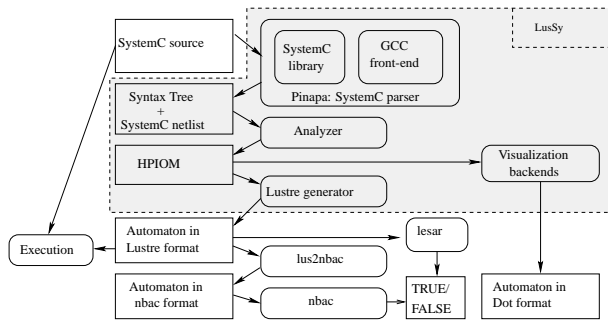 LusSy
SystemC source
SystemC
library
GCC
front-end
Pinapa: SystemC parser
Syntax Tree
+
SystemC netlist
Analyzer
HPIOM
Visualization
backends
Lustre generator
Automaton in
Lustre format
Execution
lesar
lus2nbac
Automaton in
nbac format
nbac
TRUE/
FALSE
Automaton in
Dot format